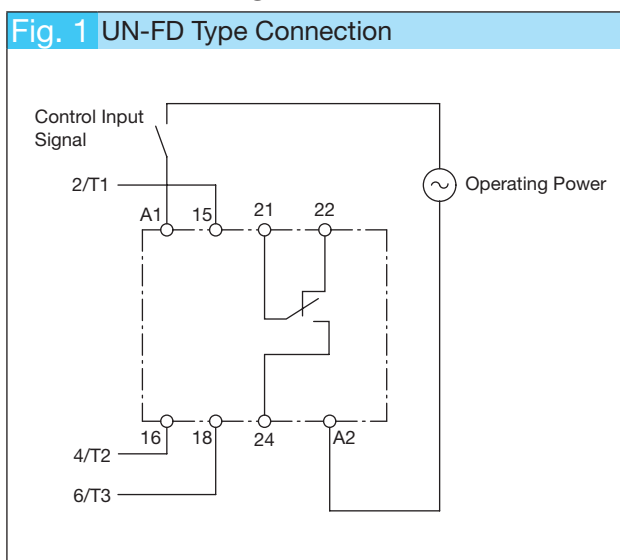 Fig. 1 UN-FD Type Connection
Control Input
Signal
2/T1
Operating Power
A1 15 21 22
16 18 24 A2
4/T2
6/T3